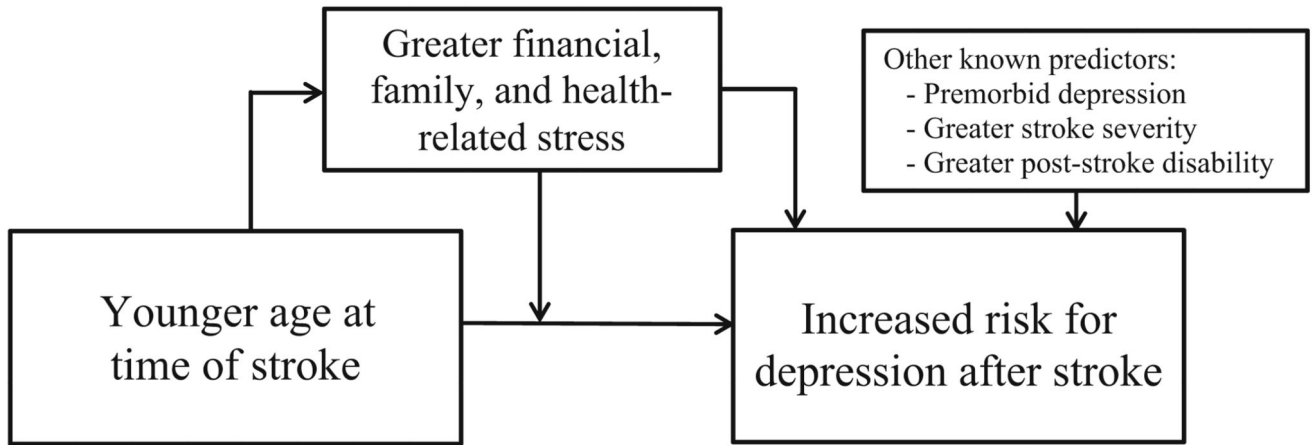 Greater financial,
family, and health-
related stress
Other known predictors:
- Premorbid depression
- Greater stroke severity
- Greater post-stroke disability
Younger age at
time of stroke
Increased risk for
depression after stroke